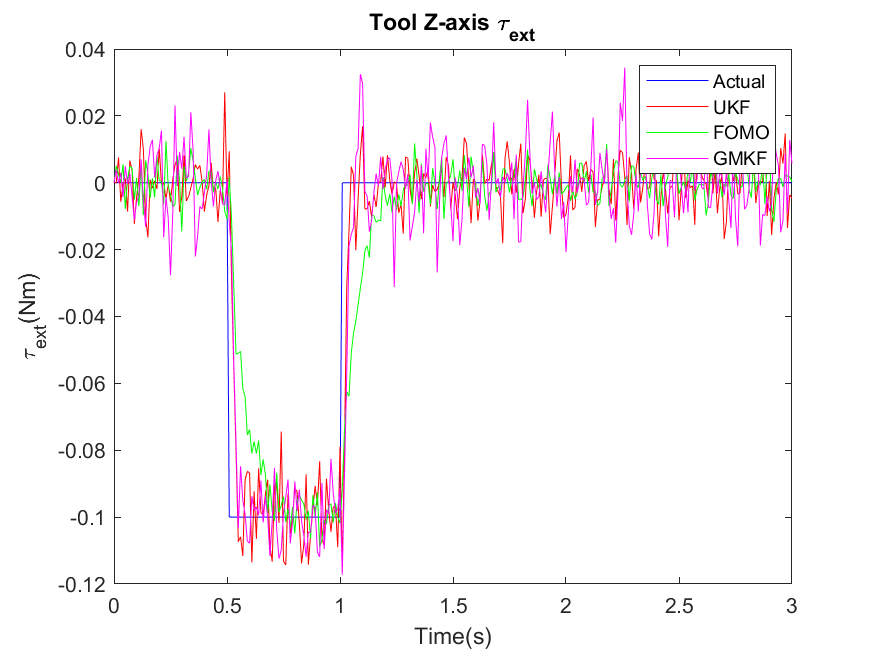 Tool Z-axis τext
0.04
0.02
0
-0.02
-0.04
-0.06
-0.08
-0.1
-0.12
τext(Nm)
Actual
UKF
FOMO
GMKF
0 0.5 1 1.5 2 2.5 3
Time(s)